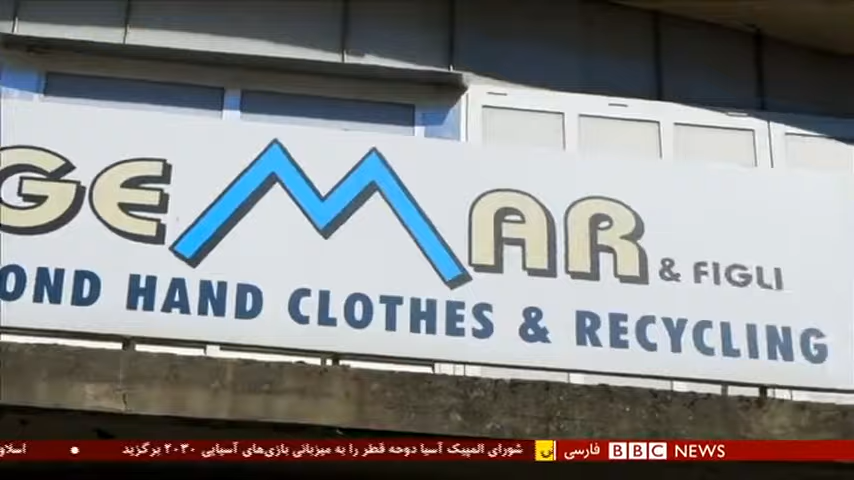 GEMAR & FIGLI
OND HAND CLOTHES & RECYCLING
BBC NEWS فارسی شورای المپیک آسیا دوحه قطر را به میزبانی بازی‌های آسیایی ۲۰۳۰ برگزید •